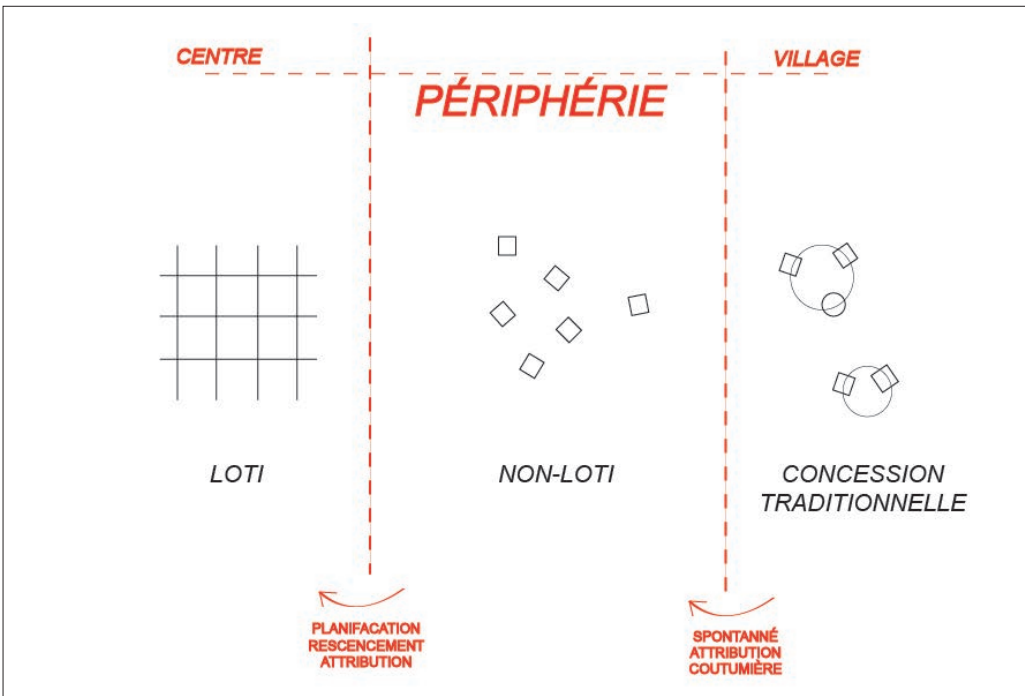 CENTRE
PÉRIPHÉRIE
VILLAGE
LOTI
NON-LOTI
CONCESSION
TRADITIONNELLE
PLANIFACATION
RESCENCEMENT
ATTRIBUTION
SPONTANNÉ
ATTRIBUTION
COUTUMIÈRE